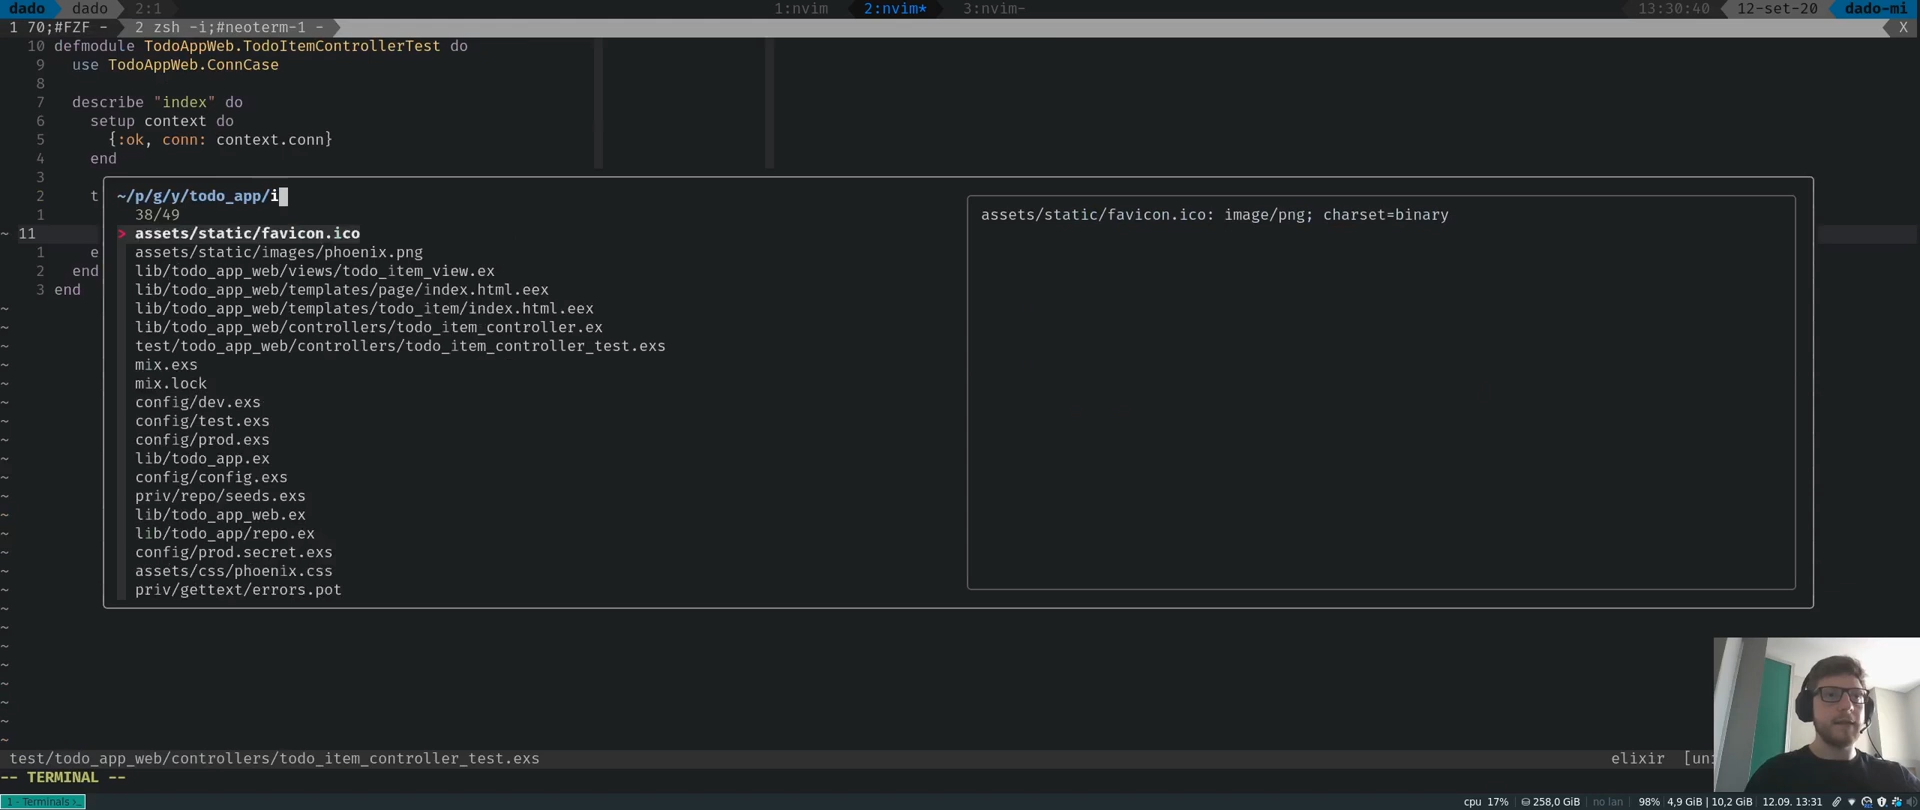 dado dado 2:1 1:nvim 2:nvim* 3:nvim- 13:30:40 12-set-20 dado-mi
1 70;#FZF - 2 zsh -i;#neoterm-1 - X
10 defmodule TodoAppWeb.TodoItemControllerTest do
9 use TodoAppWeb.ConnCase
8
7 describe "index" do
6 setup context do
5 {:ok, conn: context.conn}
4 end
3
2 t ~/p/g/y/todo_app/i
1 38/49 assets/static/favicon.ico: image/png; charset=binary
~ 11 > assets/static/favicon.ico
1 e assets/static/images/phoenix.png
2 end lib/todo_app_web/views/todo_item_view.ex
3 end lib/todo_app_web/templates/page/index.html.eex
~ lib/todo_app_web/templates/todo_item/index.html.eex
~ lib/todo_app_web/controllers/todo_item_controller.ex
~ test/todo_app_web/controllers/todo_item_controller_test.exs
~ mix.exs
~ mix.lock
~ config/dev.exs
~ config/test.exs
~ config/prod.exs
~ lib/todo_app.ex
~ config/config.exs
~ priv/repo/seeds.exs
~ lib/todo_app_web.ex
~ lib/todo_app/repo.ex
~ config/prod.secret.exs
~ assets/css/phoenix.css
~ priv/gettext/errors.pot
~
~
~
~
~
~
~
~
test/todo_app_web/controllers/todo_item_controller_test.exs elixir [uni
-- TERMINAL --
1 - Terminals cpu 17% 258,0 GiB no lan 98% 4,9 GiB | 10,2 GiB 12.09. 13:31